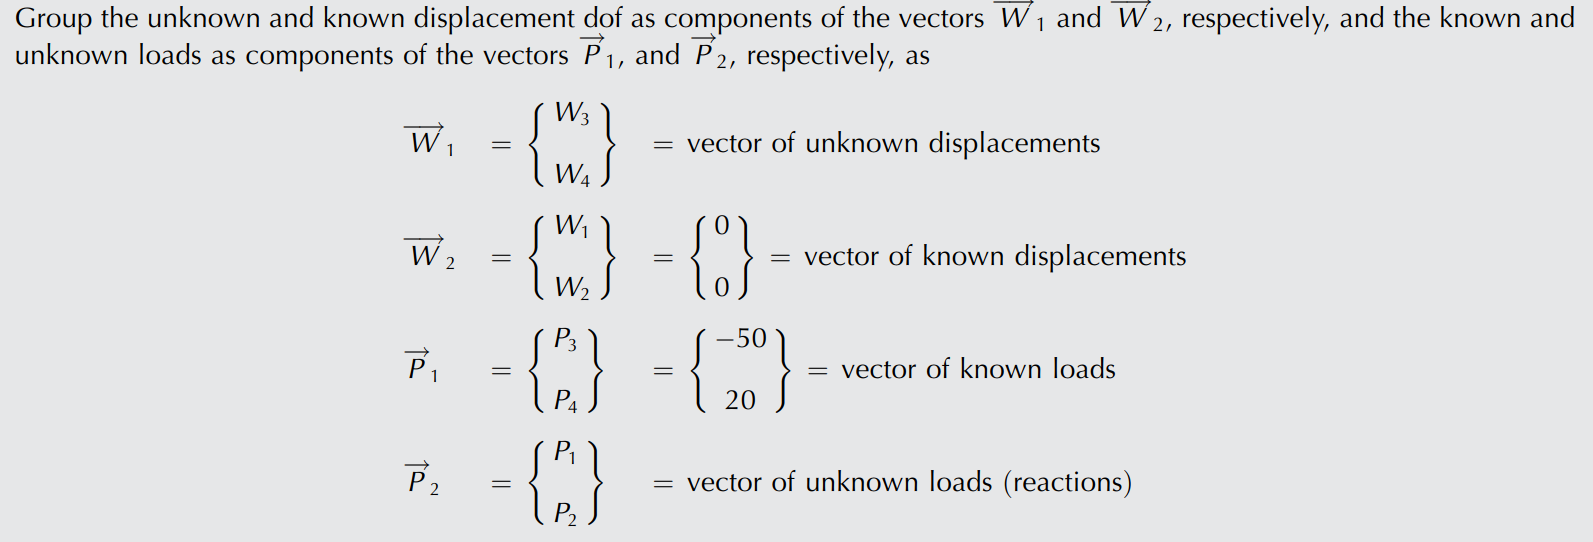 Group the unknown and known displacement dof as components of the vectors $\overrightarrow{W}_1$ and $\overrightarrow{W}_2$, respectively, and the known and
unknown loads as components of the vectors $\overrightarrow{P}_1$, and $\overrightarrow{P}_2$, respectively, as
$\overrightarrow{W}_1 = \begin{Bmatrix} W_3 \\ W_4 \end{Bmatrix}$ = vector of unknown displacements
$\overrightarrow{W}_2 = \begin{Bmatrix} W_1 \\ W_2 \end{Bmatrix} = \begin{Bmatrix} 0 \\ 0 \end{Bmatrix}$ = vector of known displacements
$\overrightarrow{P}_1 = \begin{Bmatrix} P_3 \\ P_4 \end{Bmatrix} = \begin{Bmatrix} -50 \\ 20 \end{Bmatrix}$ = vector of known loads
$\overrightarrow{P}_2 = \begin{Bmatrix} P_1 \\ P_2 \end{Bmatrix}$ = vector of unknown loads (reactions)